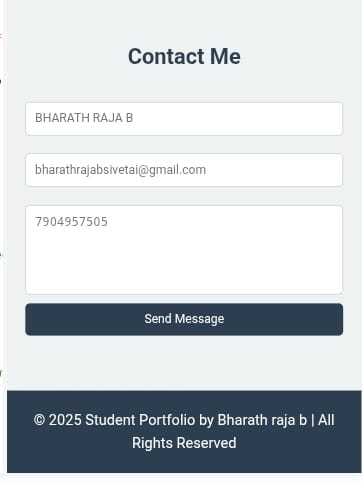 Contact Me
BHARATH RAJA B
bharathrajabsivetai@gmail.com
7904957505
Send Message
© 2025 Student Portfolio by Bharath raja b | All
Rights Reserved